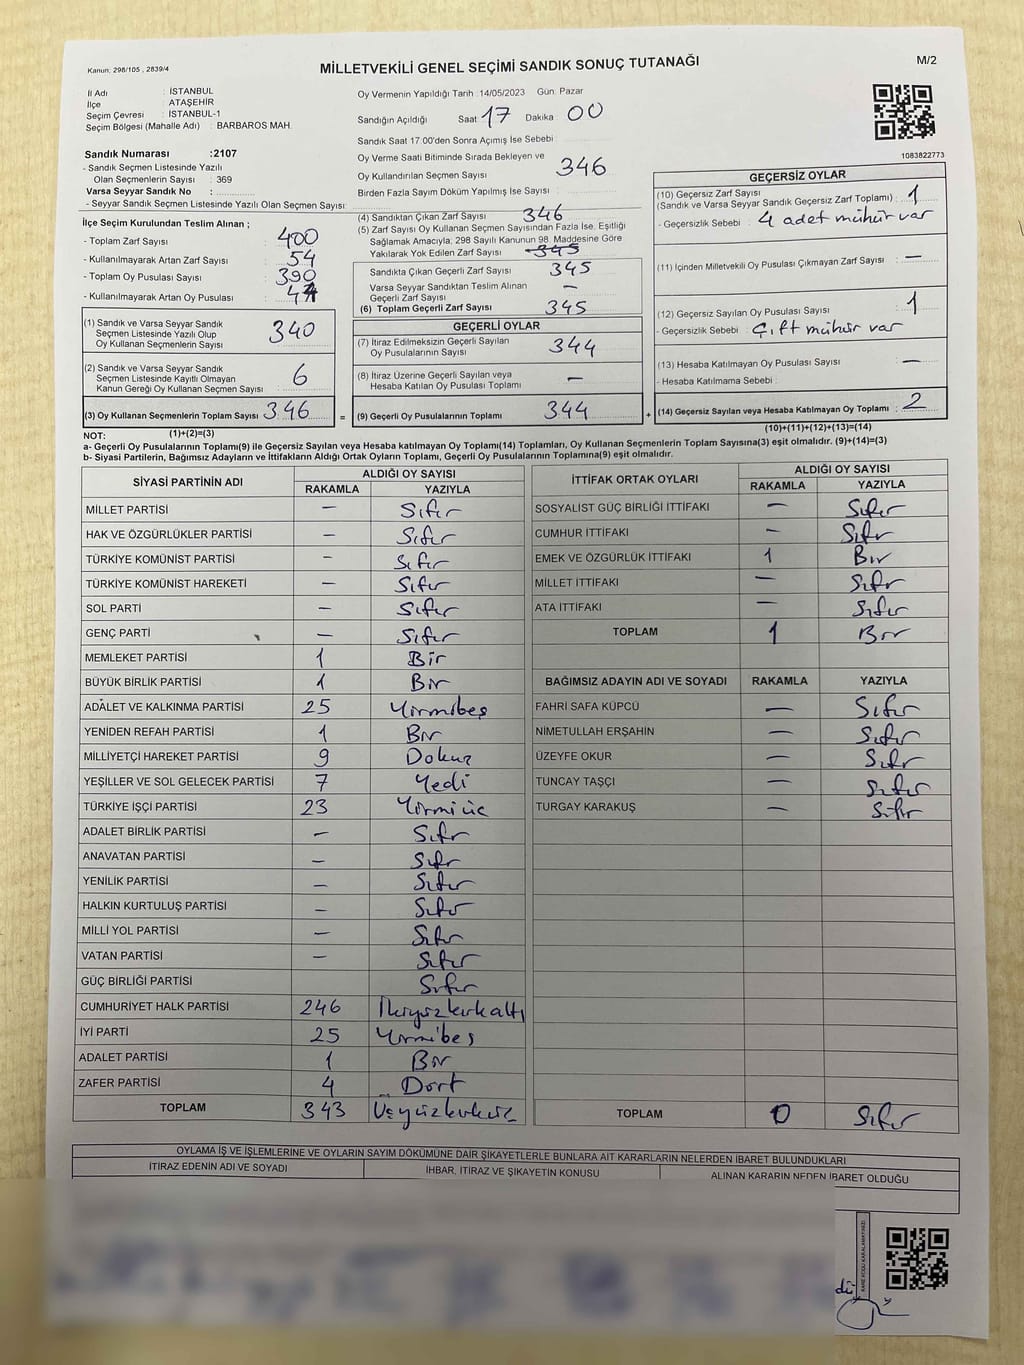 Kanun: 298/105 , 2839/4
MİLLETVEKİLİ GENEL SEÇİMİ SANDIK SONUÇ TUTANAĞI
M/2
İl Adı : İSTANBUL
İlçe : ATAŞEHİR
Seçim Çevresi : İSTANBUL-1
Seçim Bölgesi (Mahalle Adı) : BARBAROS MAH.
Sandık Numarası :2107
- Sandık Seçmen Listesinde Yazılı
Olan Seçmenlerin Sayısı : 369
Varsa Seyyar Sandık No :
- Seyyar Sandık Seçmen Listesinde Yazılı Olan Seçmen Sayısı:
Oy Vermenin Yapıldığı Tarih :14/05/2023 Gün: Pazar
Sandığın Açıldığı Saat : 17 Dakika : 00
Sandık Saat 17:00'den Sonra Açımış İse Sebebi :
Oy Verme Saati Bitiminde Sırada Bekleyen ve
Oy Kullandırılan Seçmen Sayısı : 346
Birden Fazla Sayım Döküm Yapılmış İse Sayısı :
1083822773
İlçe Seçim Kurulundan Teslim Alınan ;
- Toplam Zarf Sayısı : 400
- Kullanılmayarak Artan Zarf Sayısı : 54
- Toplam Oy Pusulası Sayısı : 390
- Kullanılmayarak Artan Oy Pusulası :
(1) Sandık ve Varsa Seyyar Sandık
Seçmen Listesinde Yazılı Olup
Oy Kullanan Seçmenlerin Sayısı : 340
(2) Sandık ve Varsa Seyyar Sandık
Seçmen Listesinde Kayıtlı Olmayan
Kanun Gereği Oy Kullanan Seçmen Sayısı : 6
(3) Oy Kullanan Seçmenlerin Toplam Sayısı : 346
(1)+(2)=(3)
(4) Sandıktan Çıkan Zarf Sayısı : 346
(5) Zarf Sayısı Oy Kullanan Seçmen Sayısından Fazla İse, Eşitliği
Sağlamak Amacıyla, 298 Sayılı Kanunun 98. Maddesine Göre
Yakılarak Yok Edilen Zarf Sayısı : 345
Sandıkta Çıkan Geçerli Zarf Sayısı : 345
Varsa Seyyar Sandıktan Teslim Alınan
Geçerli Zarf Sayısı : —
(6) Toplam Geçerli Zarf Sayısı : 345
GEÇERLİ OYLAR
(7) İtiraz Edilmeksizin Geçerli Sayılan
Oy Pusulalarının Sayısı : 344
(8) İtiraz Üzerine Geçerli Sayılan veya
Hesaba Katılan Oy Pusulası Toplamı : —
= (9) Geçerli Oy Pusulalarının Toplamı : 344
GEÇERSİZ OYLAR
(10) Geçersiz Zarf Sayısı
(Sandık ve Varsa Seyyar Sandık Geçersiz Zarf Toplamı) : 1
- Geçersizlik Sebebi : 4 adet mühür var
(11) İçinden Milletvekili Oy Pusulası Çıkmayan Zarf Sayısı : —
(12) Geçersiz Sayılan Oy Pusulası Sayısı : 1
- Geçersizlik Sebebi : Çift mühür var
(13) Hesaba Katılmayan Oy Pusulası Sayısı : —
- Hesaba Katılmama Sebebi :
+ (14) Geçersiz Sayılan veya Hesaba Katılmayan Oy Toplamı : 2
(10)+(11)+(12)+(13)=(14)
NOT:
a- Geçerli Oy Pusulalarının Toplamı(9) ile Geçersiz Sayılan veya Hesaba katılmayan Oy Toplamı(14) Toplamları, Oy Kullanan Seçmenlerin Toplam Sayısına(3) eşit olmalıdır. (9)+(14)=(3)
b- Siyasi Partilerin, Bağımsız Adayların ve İttifakların Aldığı Ortak Oyların Toplamı, Geçerli Oy Pusulalarının Toplamına(9) eşit olmalıdır.
SİYASİ PARTİNİN ADI ALDIĞI OY SAYISI
RAKAMLA YAZIYLA
MİLLET PARTİSİ — Sıfır
HAK VE ÖZGÜRLÜKLER PARTİSİ — Sıfır
TÜRKİYE KOMÜNİST PARTİSİ — Sıfır
TÜRKİYE KOMÜNİST HAREKETİ — Sıfır
SOL PARTİ — Sıfır
GENÇ PARTİ — Sıfır
MEMLEKET PARTİSİ 1 Bir
BÜYÜK BİRLİK PARTİSİ 1 Bir
ADALET VE KALKINMA PARTİSİ 25 Yirmibeş
YENİDEN REFAH PARTİSİ 1 Bir
MİLLİYETÇİ HAREKET PARTİSİ 9 Dokuz
YEŞİLLER VE SOL GELECEK PARTİSİ 7 Yedi
TÜRKİYE İŞÇİ PARTİSİ 23 Yirmiüç
ADALET BİRLİK PARTİSİ — Sıfır
ANAVATAN PARTİSİ — Sıfır
YENİLİK PARTİSİ — Sıfır
HALKIN KURTULUŞ PARTİSİ — Sıfır
MİLLİ YOL PARTİSİ — Sıfır
VATAN PARTİSİ — Sıfır
GÜÇ BİRLİĞİ PARTİSİ Sıfır
CUMHURİYET HALK PARTİSİ 246 İkiyüzkırkaltı
İYİ PARTİ 25 Yirmibeş
ADALET PARTİSİ 1 Bir
ZAFER PARTİSİ 4 Dört
TOPLAM 343 Üçyüzkırküç
İTTİFAK ORTAK OYLARI ALDIĞI OY SAYISI
RAKAMLA YAZIYLA
SOSYALİST GÜÇ BİRLİĞİ İTTİFAKI — Sıfır
CUMHUR İTTİFAKI — Sıfır
EMEK VE ÖZGÜRLÜK İTTİFAKI 1 Bir
MİLLET İTTİFAKI — Sıfır
ATA İTTİFAKI — Sıfır
TOPLAM 1 Bir
BAĞIMSIZ ADAYIN ADI VE SOYADI RAKAMLA YAZIYLA
FAHRİ SAFA KÜPCÜ — Sıfır
NİMETULLAH ERŞAHİN — Sıfır
ÜZEYFE OKUR — Sıfır
TUNCAY TAŞÇI — Sıfır
TURGAY KARAKUŞ — Sıfır
TOPLAM 0 Sıfır
OYLAMA İŞ VE İŞLEMLERİNE VE OYLARIN SAYIM DÖKÜMÜNE DAİR ŞİKAYETLERLE BUNLARA AİT KARARLARIN NELERDEN İBARET BULUNDUKLARI
İTİRAZ EDENİN ADI VE SOYADI İHBAR, İTİRAZ VE ŞİKAYETİN KONUSU ALINAN KARARIN NEDEN İBARET OLDUĞU